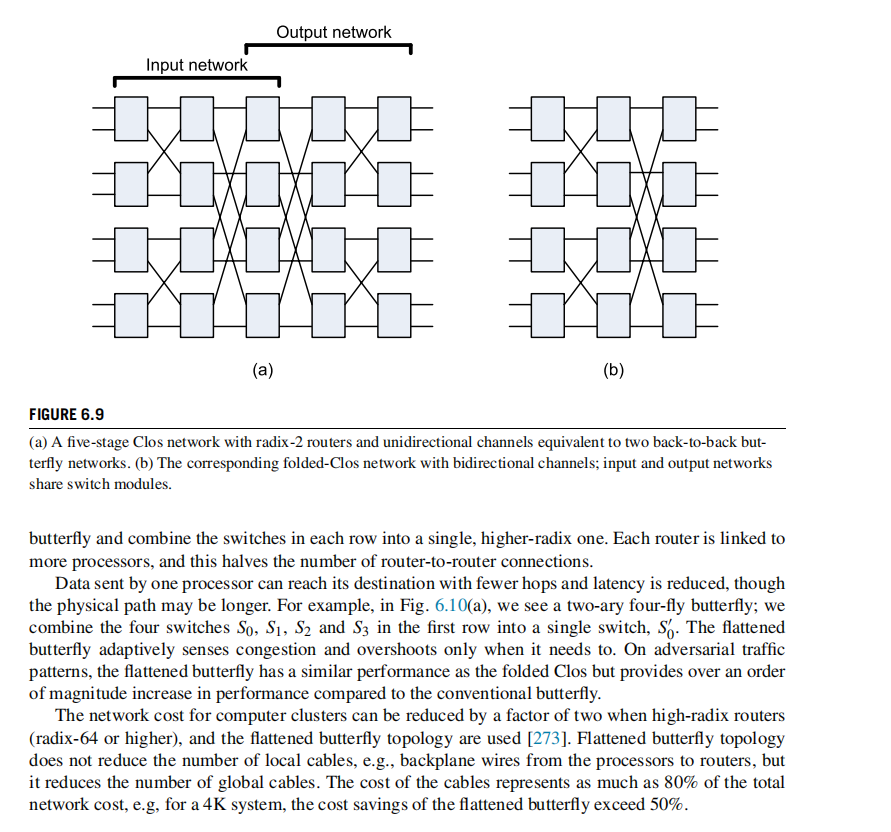 Output network
Input network
(a)
(b)
FIGURE 6.9
(a) A five-stage Clos network with radix-2 routers and unidirectional channels equivalent to two back-to-back but-
terfly networks. (b) The corresponding folded-Clos network with bidirectional channels; input and output networks
share switch modules.
butterfly and combine the switches in each row into a single, higher-radix one. Each router is linked to
more processors, and this halves the number of router-to-router connections.
Data sent by one processor can reach its destination with fewer hops and latency is reduced, though
the physical path may be longer. For example, in Fig. 6.10(a), we see a two-ary four-fly butterfly; we
combine the four switches S₀, S₁, S₂ and S₃ in the first row into a single switch, S₀′. The flattened
butterfly adaptively senses congestion and overshoots only when it needs to. On adversarial traffic
patterns, the flattened butterfly has a similar performance as the folded Clos but provides over an order
of magnitude increase in performance compared to the conventional butterfly.
The network cost for computer clusters can be reduced by a factor of two when high-radix routers
(radix-64 or higher), and the flattened butterfly topology are used [273]. Flattened butterfly topology
does not reduce the number of local cables, e.g., backplane wires from the processors to routers, but
it reduces the number of global cables. The cost of the cables represents as much as 80% of the total
network cost, e.g, for a 4K system, the cost savings of the flattened butterfly exceed 50%.